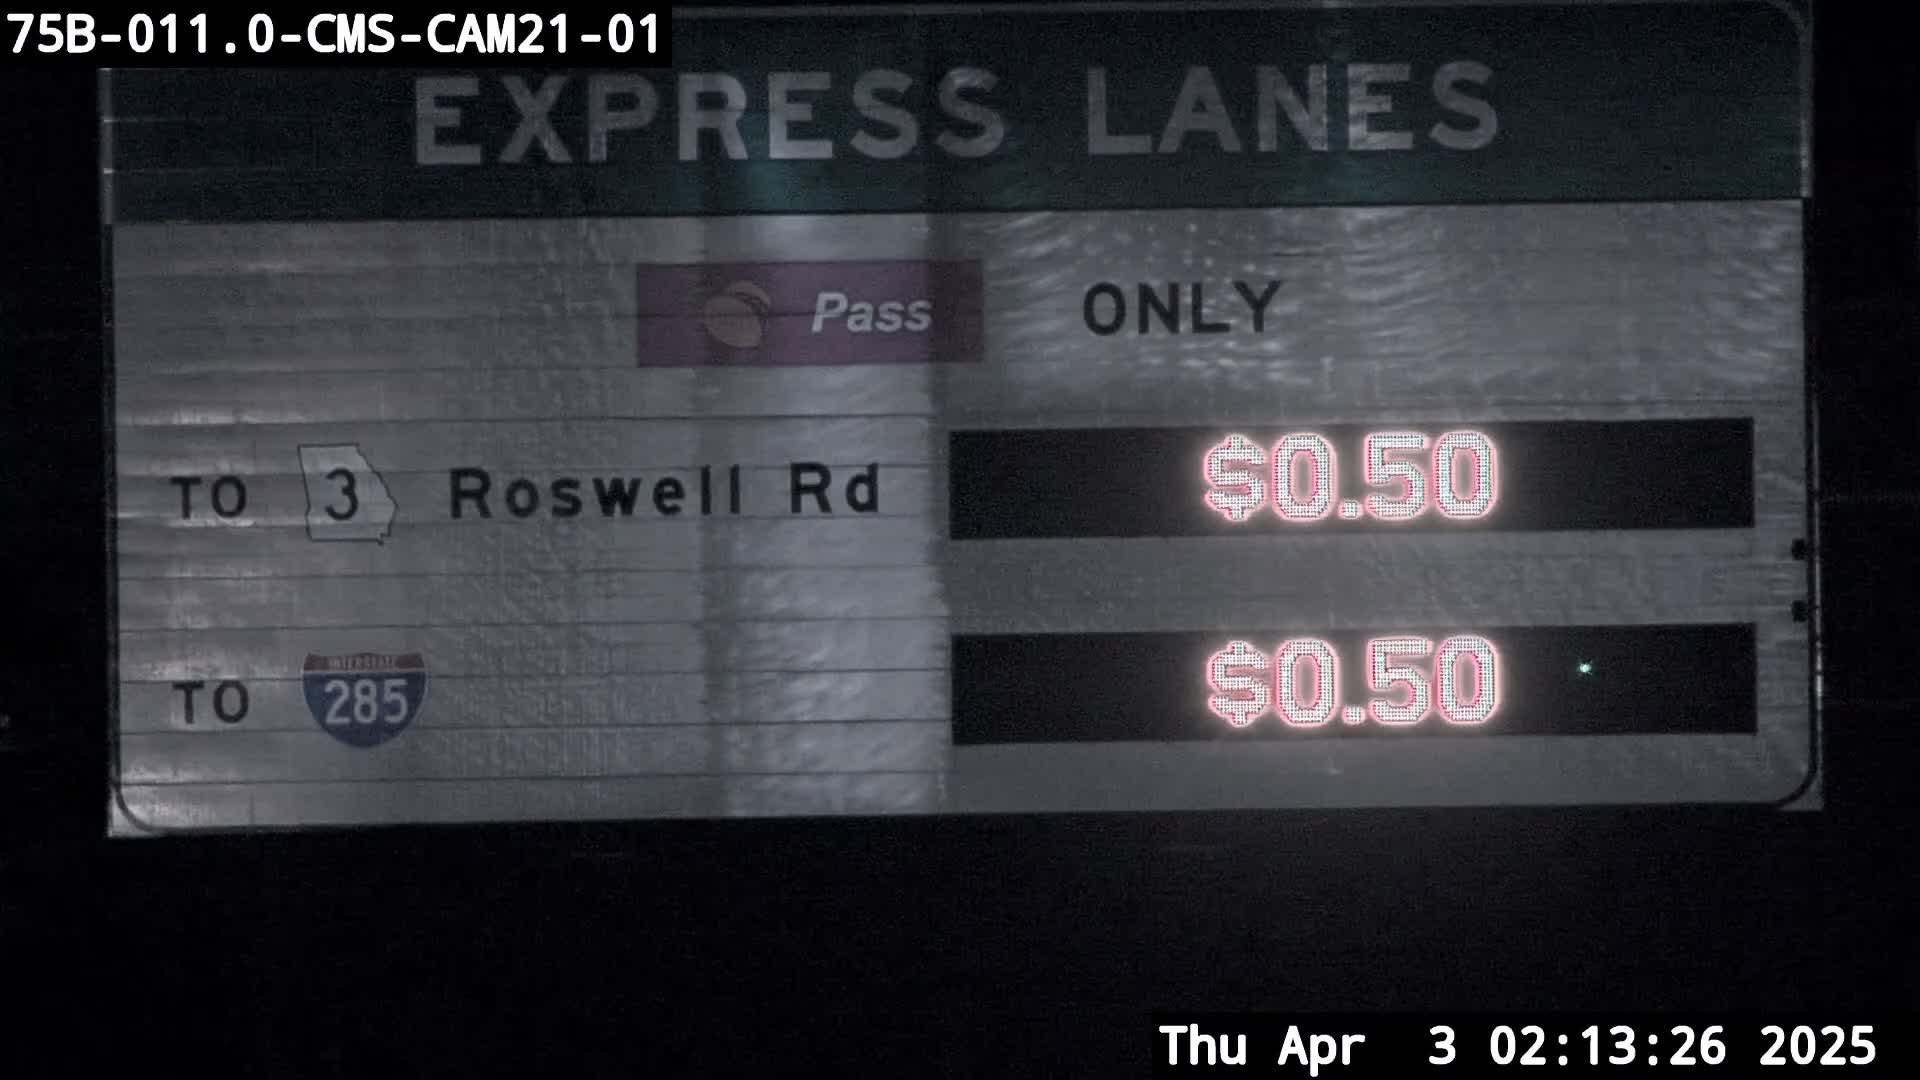 75B-011.0-CMS-CAM21-01
EXPRESS LANES
Pass ONLY
TO 3 Roswell Rd $0.50
TO INTERSTATE 285 $0.50
Thu Apr 3 02:13:26 2025